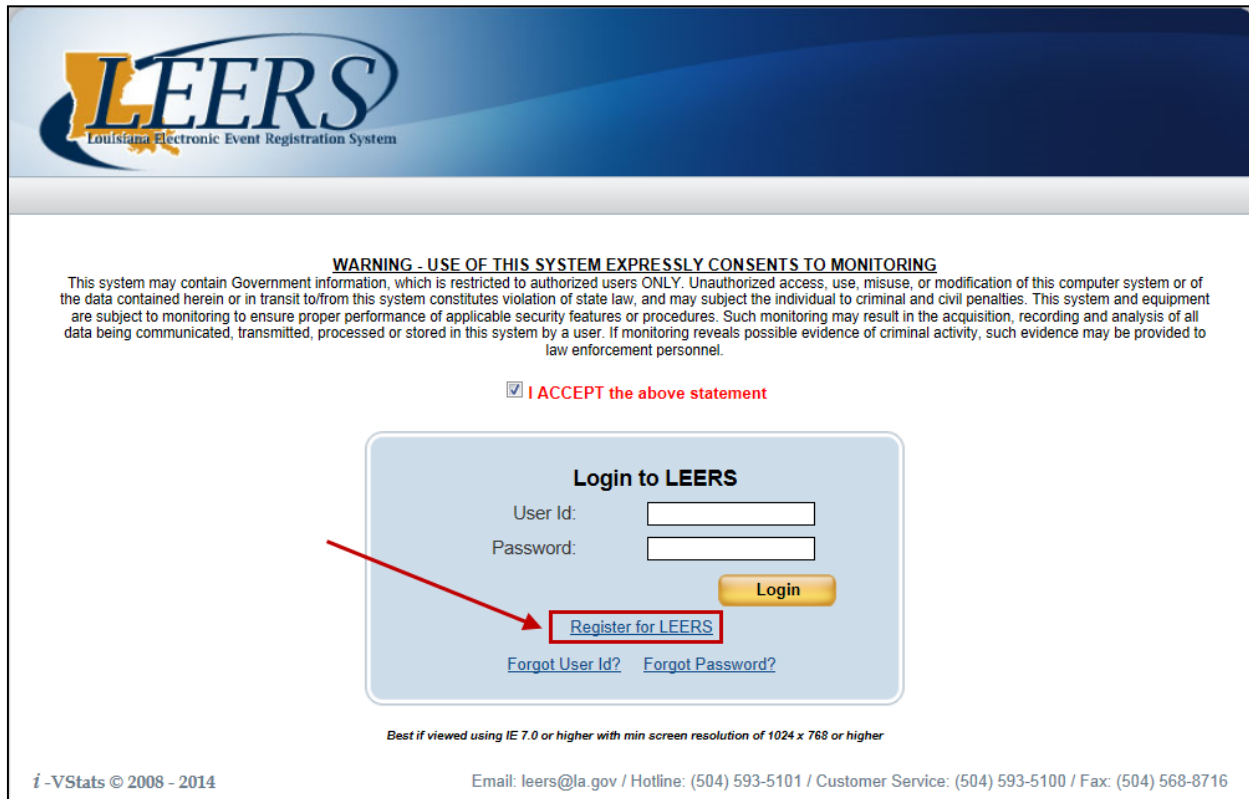 LEERS
Louisiana Electronic Event Registration System
WARNING - USE OF THIS SYSTEM EXPRESSLY CONSENTS TO MONITORING
This system may contain Government information, which is restricted to authorized users ONLY. Unauthorized access, use, misuse, or modification of this computer system or of
the data contained herein or in transit to/from this system constitutes violation of state law, and may subject the individual to criminal and civil penalties. This system and equipment
are subject to monitoring to ensure proper performance of applicable security features or procedures. Such monitoring may result in the acquisition, recording and analysis of all
data being communicated, transmitted, processed or stored in this system by a user. If monitoring reveals possible evidence of criminal activity, such evidence may be provided to
law enforcement personnel.
I ACCEPT the above statement
Login to LEERS
User Id:
Password:
Login
Register for LEERS
Forgot User Id? Forgot Password?
Best if viewed using IE 7.0 or higher with min screen resolution of 1024 x 768 or higher
i -VStats © 2008 - 2014 Email: leers@la.gov / Hotline: (504) 593-5101 / Customer Service: (504) 593-5100 / Fax: (504) 568-8716